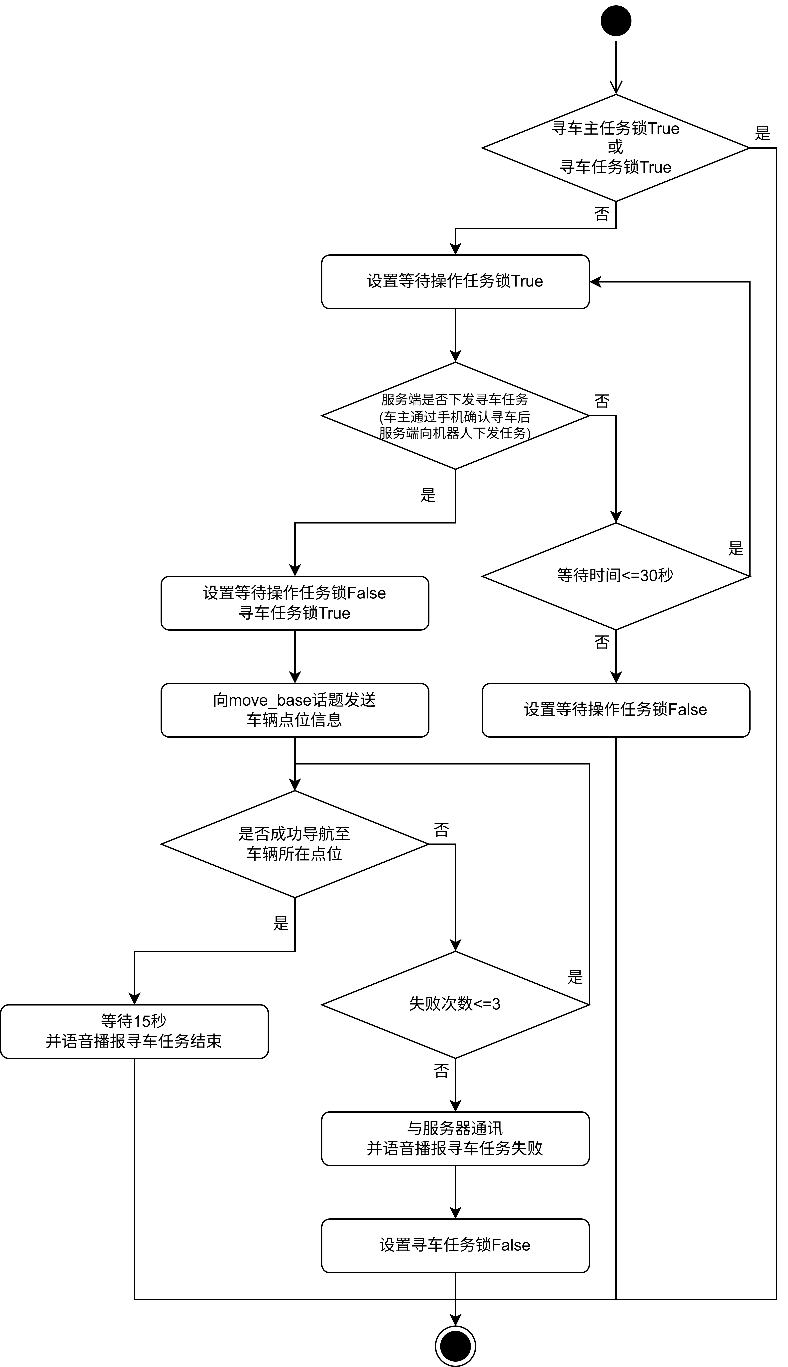 寻车主任务锁True
或
寻车任务锁True
是
否
设置等待操作任务锁True
服务端是否下发寻车任务
(车主通过手机确认寻车后
服务端向机器人下发任务)
否
是
等待时间<=30秒
是
设置等待操作任务锁False
寻车任务锁True
否
向move_base话题发送
车辆点位信息
设置等待操作任务锁False
是否成功导航至
车辆所在点位
否
是
失败次数<=3
是
等待15秒
并语音播报寻车任务结束
否
与服务器通讯
并语音播报寻车任务失败
设置寻车任务锁False